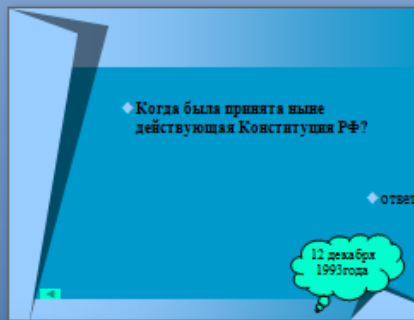 Когда была принята ныне
действующая Конституция РФ?
ответ
12 декабря
1993года